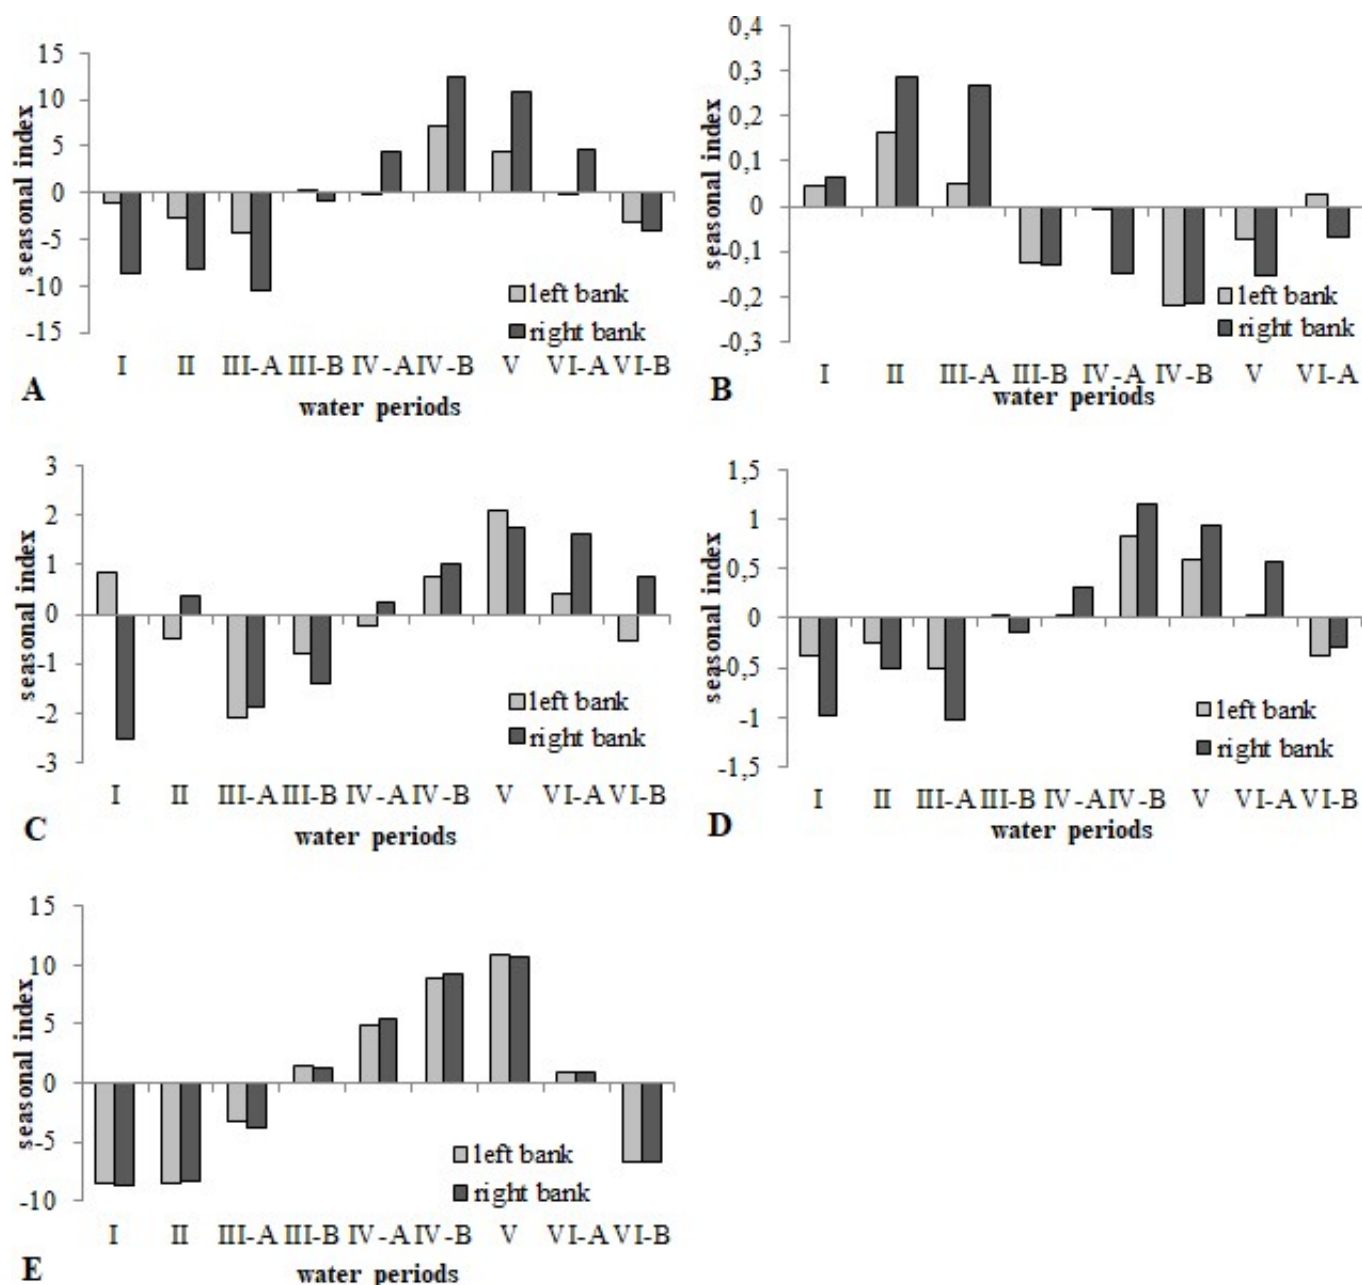 15
10
5
0
-5
-10
-15
seasonal index
left bank
right bank
I II III-A III-B IV-A IV-B V VI-A VI-B
A
water periods
0,4
0,3
0,2
0,1
0
-0,1
-0,2
-0,3
seasonal index
left bank
right bank
I II III-A III-B IV-A IV-B V VI-A
B
water periods
3
2
1
0
-1
-2
-3
seasonal index
left bank
right bank
I II III-A III-B IV-A IV-B V VI-A VI-B
C
water periods
1,5
1
0,5
0
-0,5
-1
-1,5
seasonal index
left bank
right bank
I II III-A III-B IV-A IV-B V VI-A VI-B
D
water periods
15
10
5
0
-5
-10
seasonal index
left bank
right bank
I II III-A III-B IV-A IV-B V VI-A VI-B
E
water periods